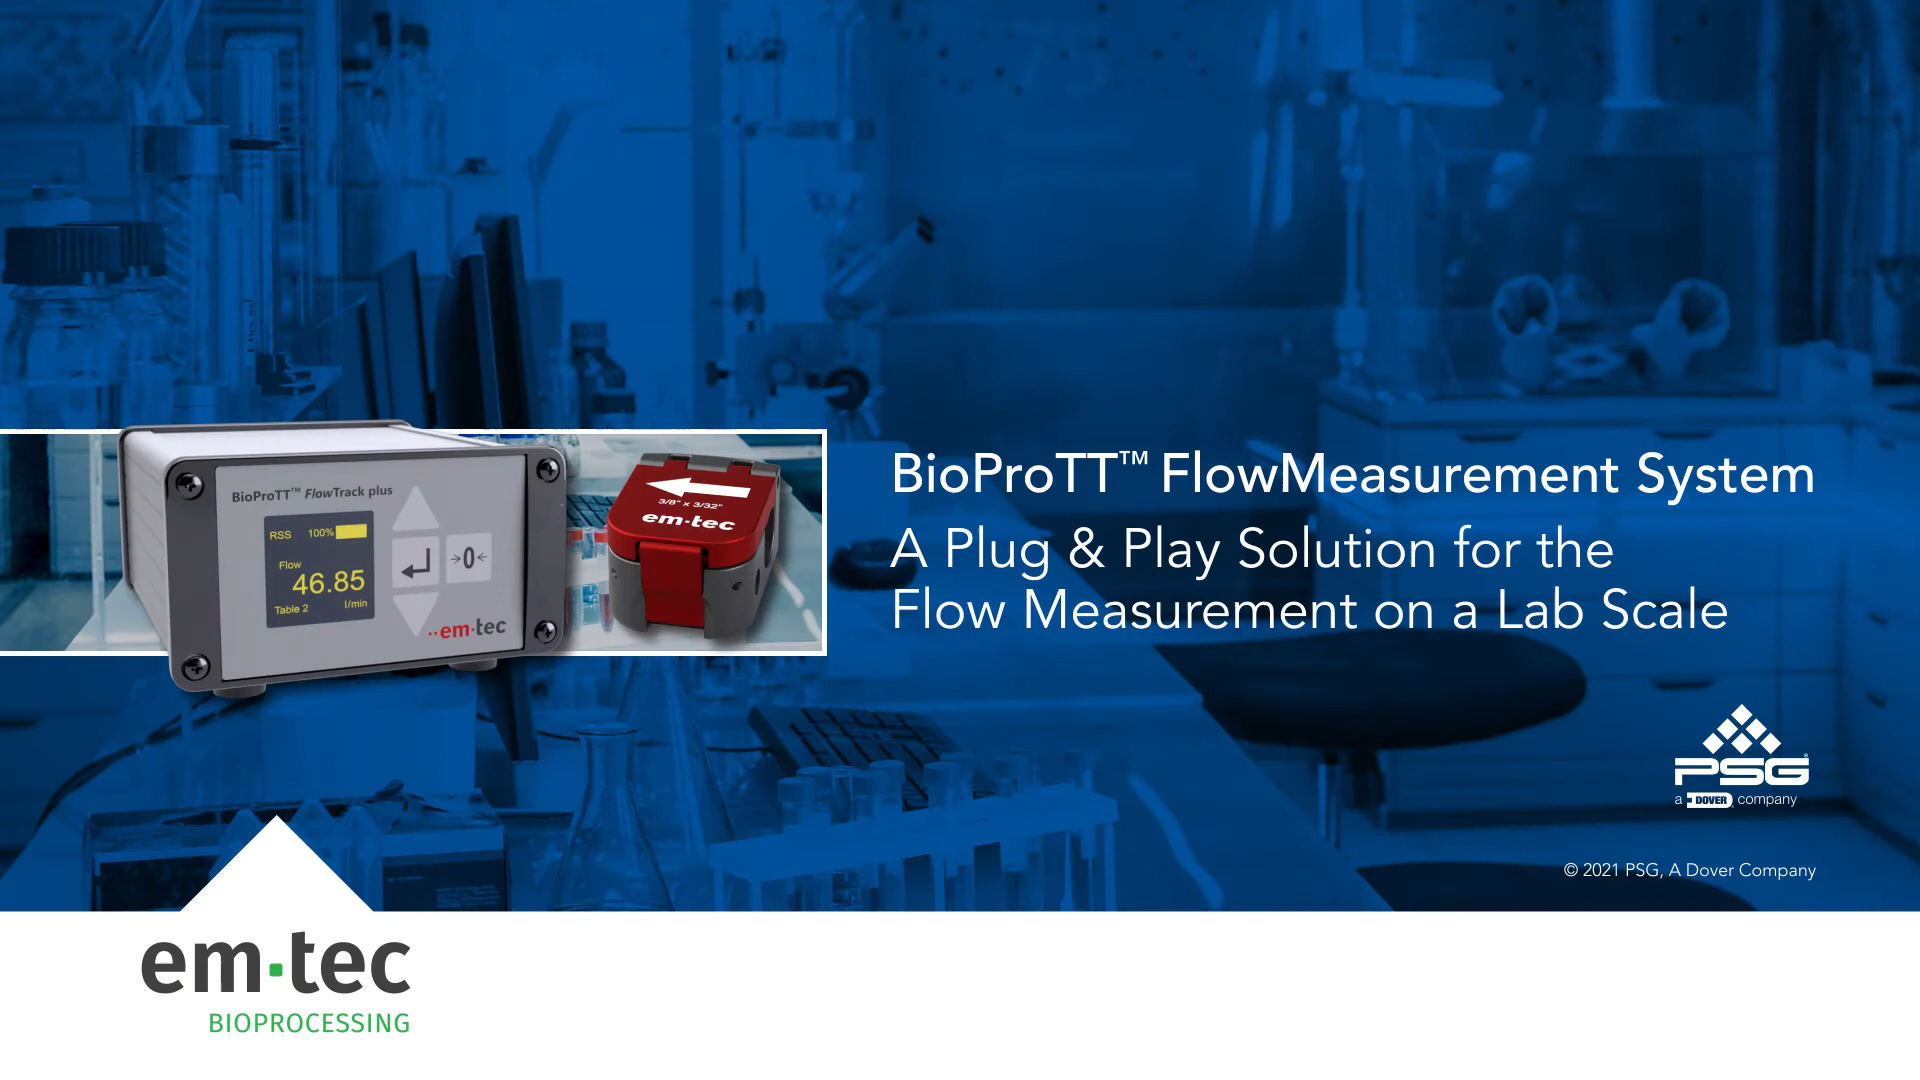 BioProTT™ FlowTrack plus
RSS 100%
Flow
46.85
Table 2 l/min
→0←
em·tec
3/8" x 3/32"
em·tec
BioProTT™ FlowMeasurement System
A Plug & Play Solution for the
Flow Measurement on a Lab Scale
PSG®
a DOVER company
© 2021 PSG, A Dover Company
em·tec
BIOPROCESSING